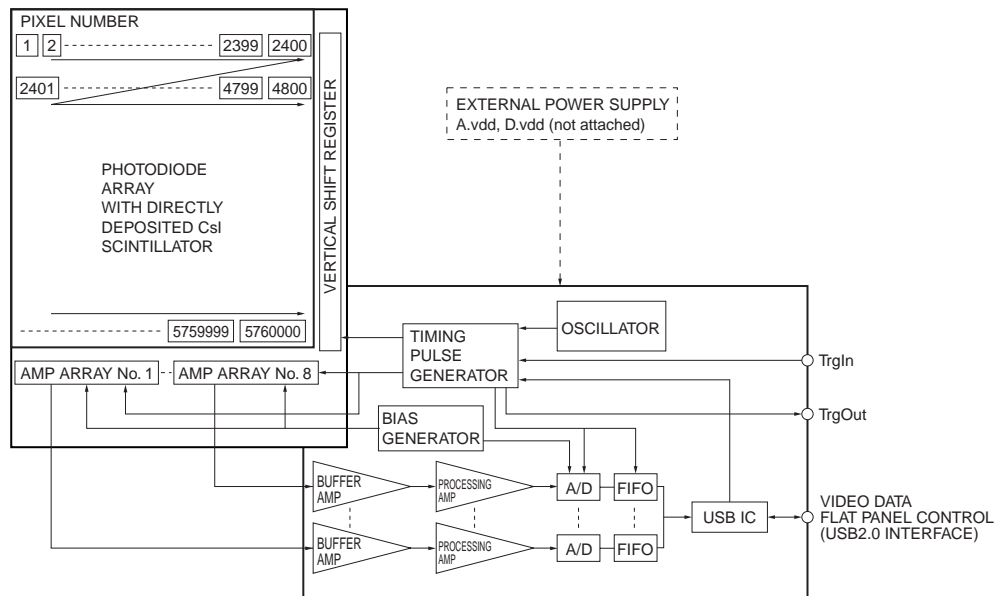 PIXEL NUMBER
1 2 2399 2400
2401 4799 4800
PHOTODIODE
ARRAY
WITH DIRECTLY
DEPOSITED CsI
SCINTILLATOR
5759999 5760000
VERTICAL SHIFT REGISTER
EXTERNAL POWER SUPPLY
A.vdd, D.vdd (not attached)
AMP ARRAY No. 1 AMP ARRAY No. 8
TIMING
PULSE
GENERATOR
OSCILLATOR
TrgIn
TrgOut
BIAS
GENERATOR
BUFFER
AMP
PROCESSING
AMP
A/D
FIFO
BUFFER
AMP
PROCESSING
AMP
A/D
FIFO
USB IC
VIDEO DATA
FLAT PANEL CONTROL
(USB2.0 INTERFACE)